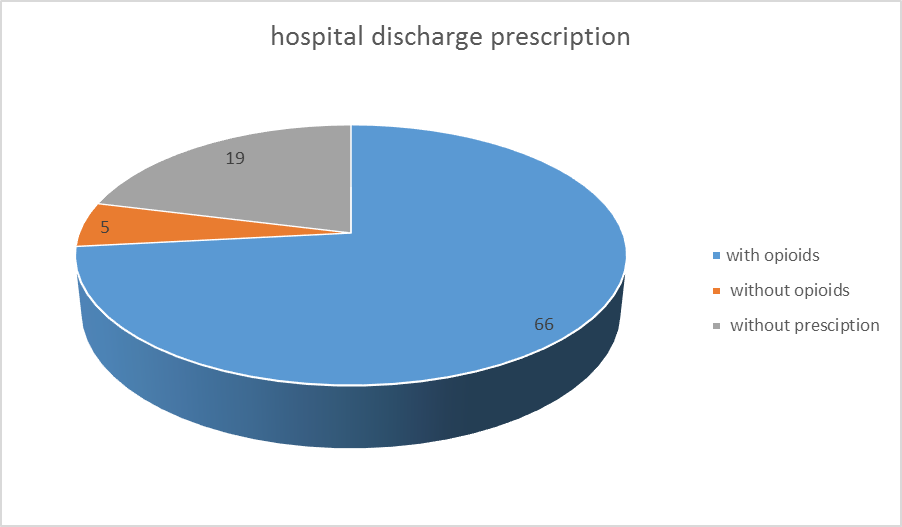 hospital discharge prescription
19
5
66
with opioids
without opioids
without presciption